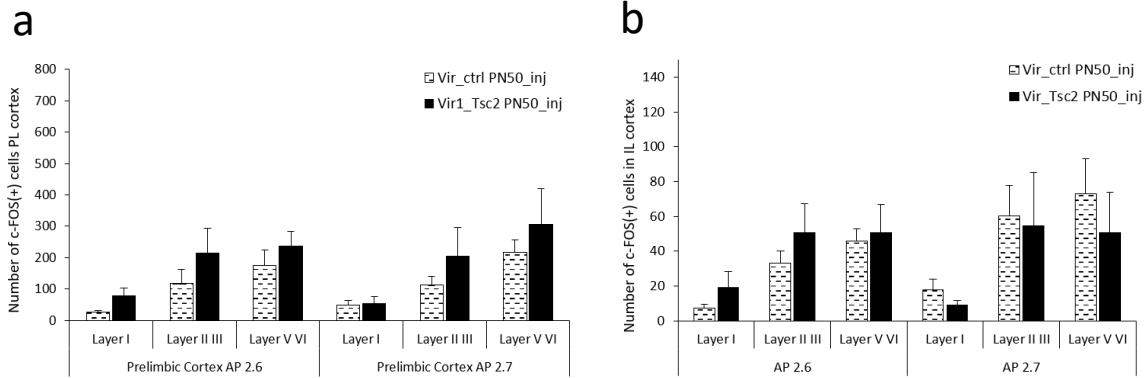 a
Number of c-FOS(+) cells PL cortex
800
700
600
500
400
300
200
100
0
Vir_ctrl PN50_inj
Vir1_Tsc2 PN50_inj
Layer I
Layer II III
Layer V VI
Layer I
Layer II III
Layer V VI
Prelimbic Cortex AP 2.6
Prelimbic Cortex AP 2.7
b
Number of c-FOS(+) cells in IL cortex
140
120
100
80
60
40
20
0
Vir_ctrl PN50_inj
Vir_Tsc2 PN50_inj
Layer I
Layer II III
Layer V VI
Layer I
Layer II III
Layer V VI
AP 2.6
AP 2.7